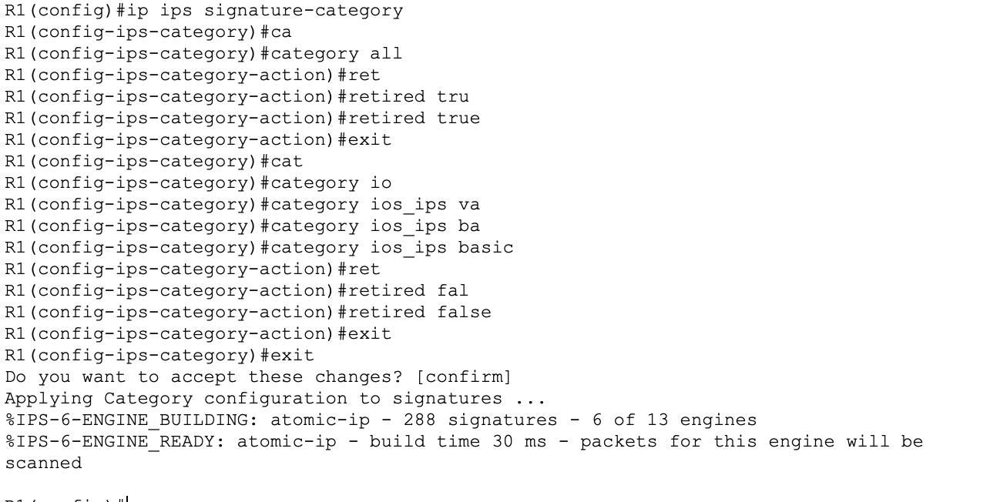 R1(config)#ip ips signature-category
R1(config-ips-category)#ca
R1(config-ips-category)#category all
R1(config-ips-category-action)#ret
R1(config-ips-category-action)#retired tru
R1(config-ips-category-action)#retired true
R1(config-ips-category-action)#exit
R1(config-ips-category)#cat
R1(config-ips-category)#category io
R1(config-ips-category)#category ios_ips va
R1(config-ips-category)#category ios_ips ba
R1(config-ips-category)#category ios_ips basic
R1(config-ips-category-action)#ret
R1(config-ips-category-action)#retired fal
R1(config-ips-category-action)#retired false
R1(config-ips-category-action)#exit
R1(config-ips-category)#exit
Do you want to accept these changes? [confirm]
Applying Category configuration to signatures ...
%IPS-6-ENGINE_BUILDING: atomic-ip - 288 signatures - 6 of 13 engines
%IPS-6-ENGINE_READY: atomic-ip - build time 30 ms - packets for this engine will be
scanned
R1(config)#